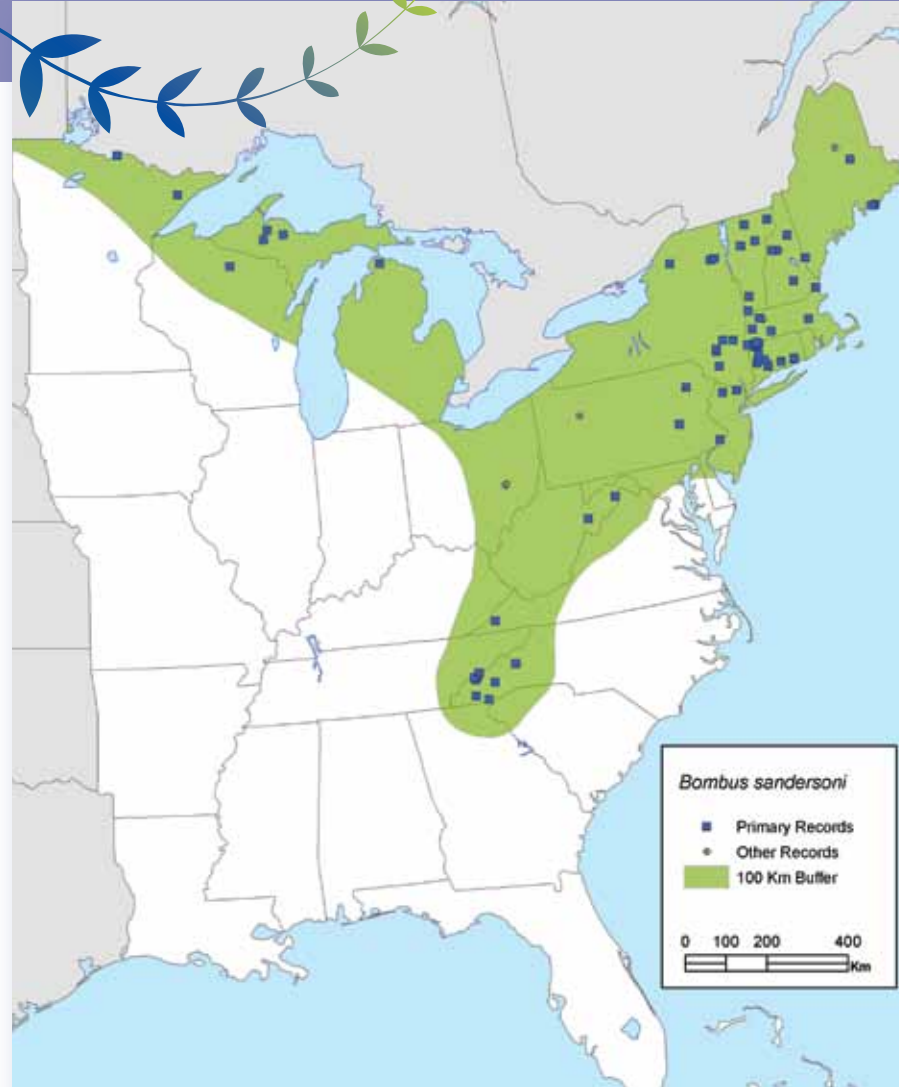 Bombus sandersoni
Primary Records
Other Records
100 Km Buffer
0 100 200 400
Km